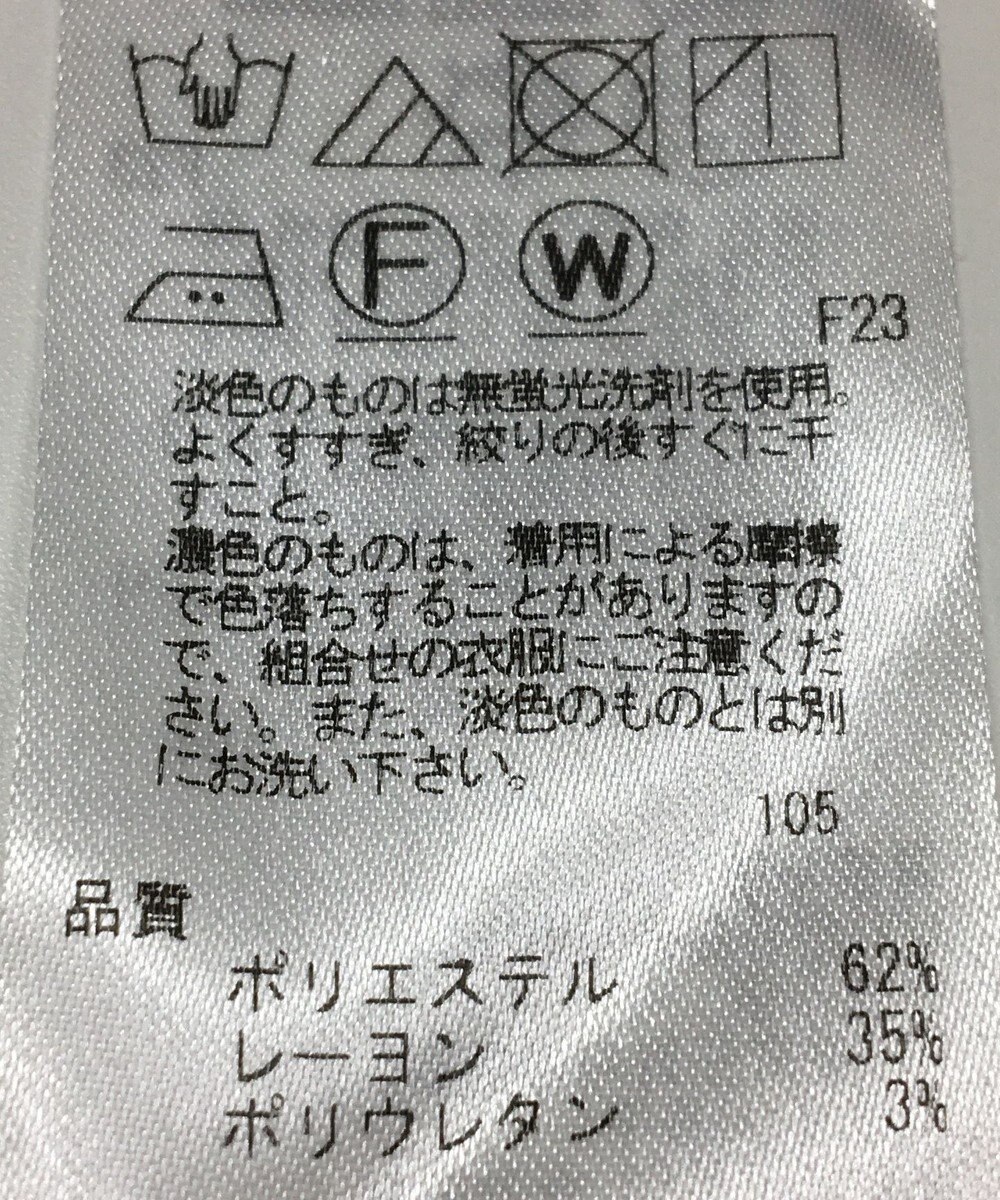 F W
F23
淡色のものは無蛍光洗剤を使用。
よくすすぎ、絞りの後すぐに干
すこと。
濃色のものは、着用による摩擦
で色落ちすることがありますの
で、組合せの衣服にご注意くだ
さい。また、淡色のものとは別
にお洗い下さい。
105
品質
ポリエステル 62%
レーヨン 35%
ポリウレタン 3%